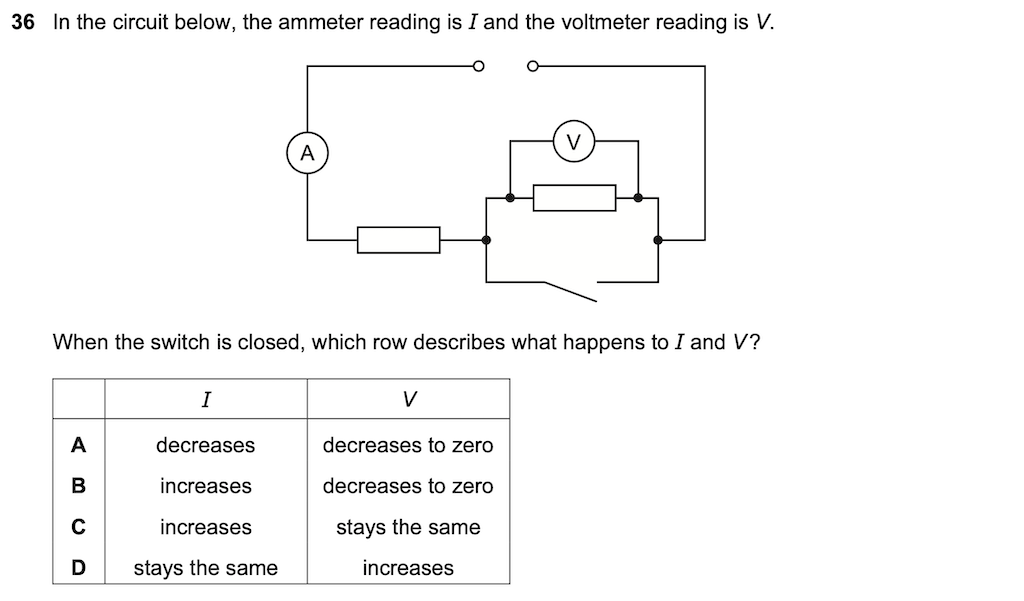 36 In the circuit below, the ammeter reading is I and the voltmeter reading is V.
V
A
When the switch is closed, which row describes what happens to I and V?
I V
A decreases decreases to zero
B increases decreases to zero
C increases stays the same
D stays the same increases